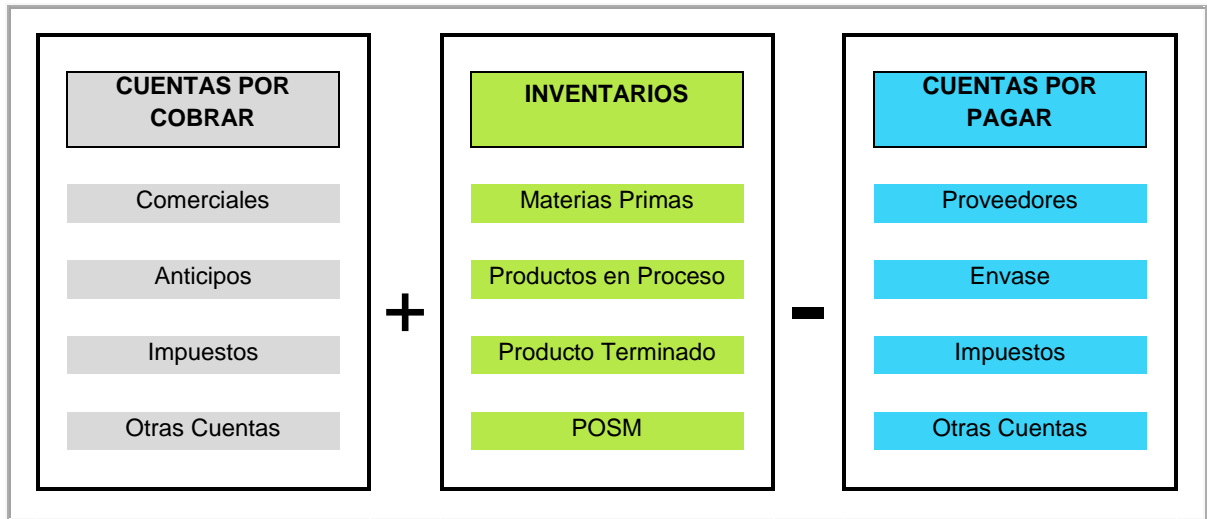 CUENTAS POR
COBRAR
Comerciales
Anticipos
Impuestos
Otras Cuentas
+
INVENTARIOS
Materias Primas
Productos en Proceso
Producto Terminado
POSM
-
CUENTAS POR
PAGAR
Proveedores
Envase
Impuestos
Otras Cuentas